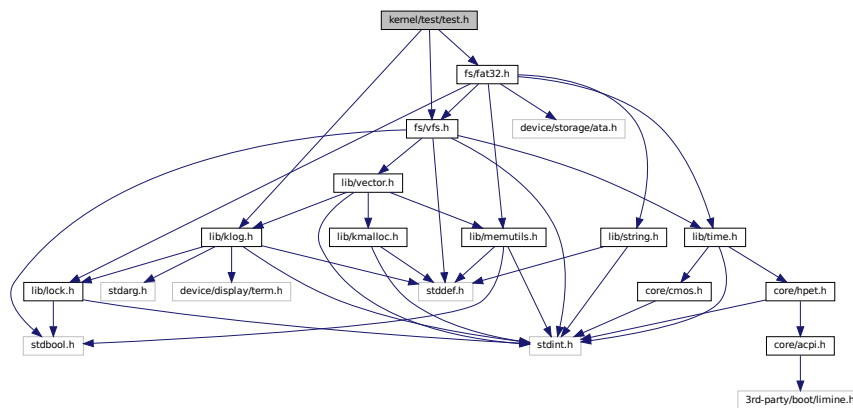 kernel/test/test.h
fs/fat32.h
fs/vfs.h
device/storage/ata.h
lib/vector.h
lib/klog.h
lib/kmalloc.h
lib/memutils.h
lib/string.h
lib/time.h
lib/lock.h
stdarg.h
device/display/term.h
stddef.h
core/cmos.h
core/hpet.h
stdbool.h
stdint.h
core/acpi.h
3rd-party/boot/limine.h